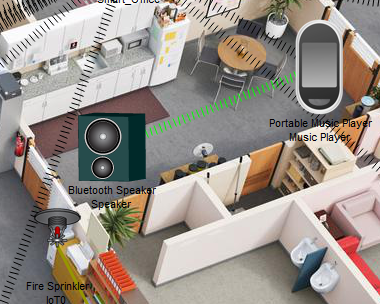 Smart_Office
Portable Music Player
Music Player
Bluetooth Speaker
Speaker
Fire Sprinkler
IoT0